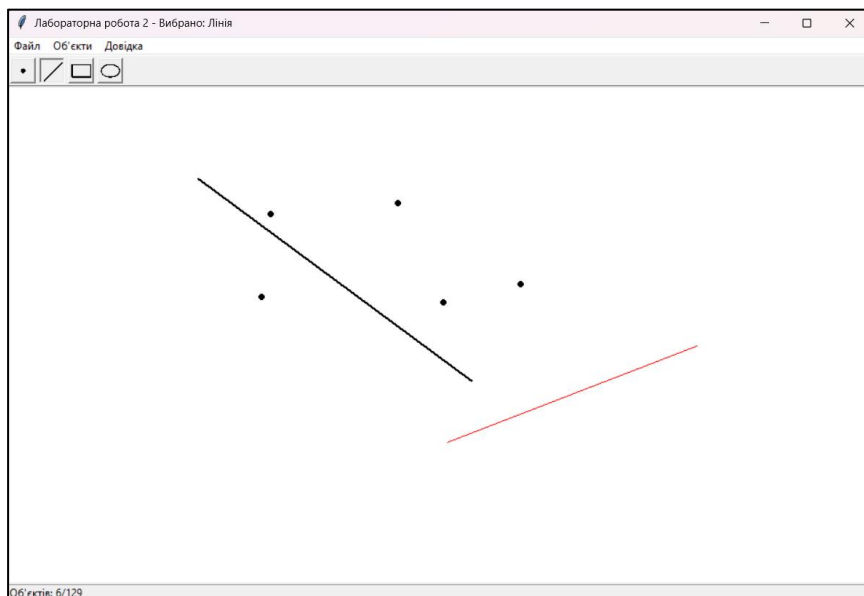 Лабораторна робота 2 - Вибрано: Лінія
Файл Об'єкти Довідка
Об'єктів: 6/129